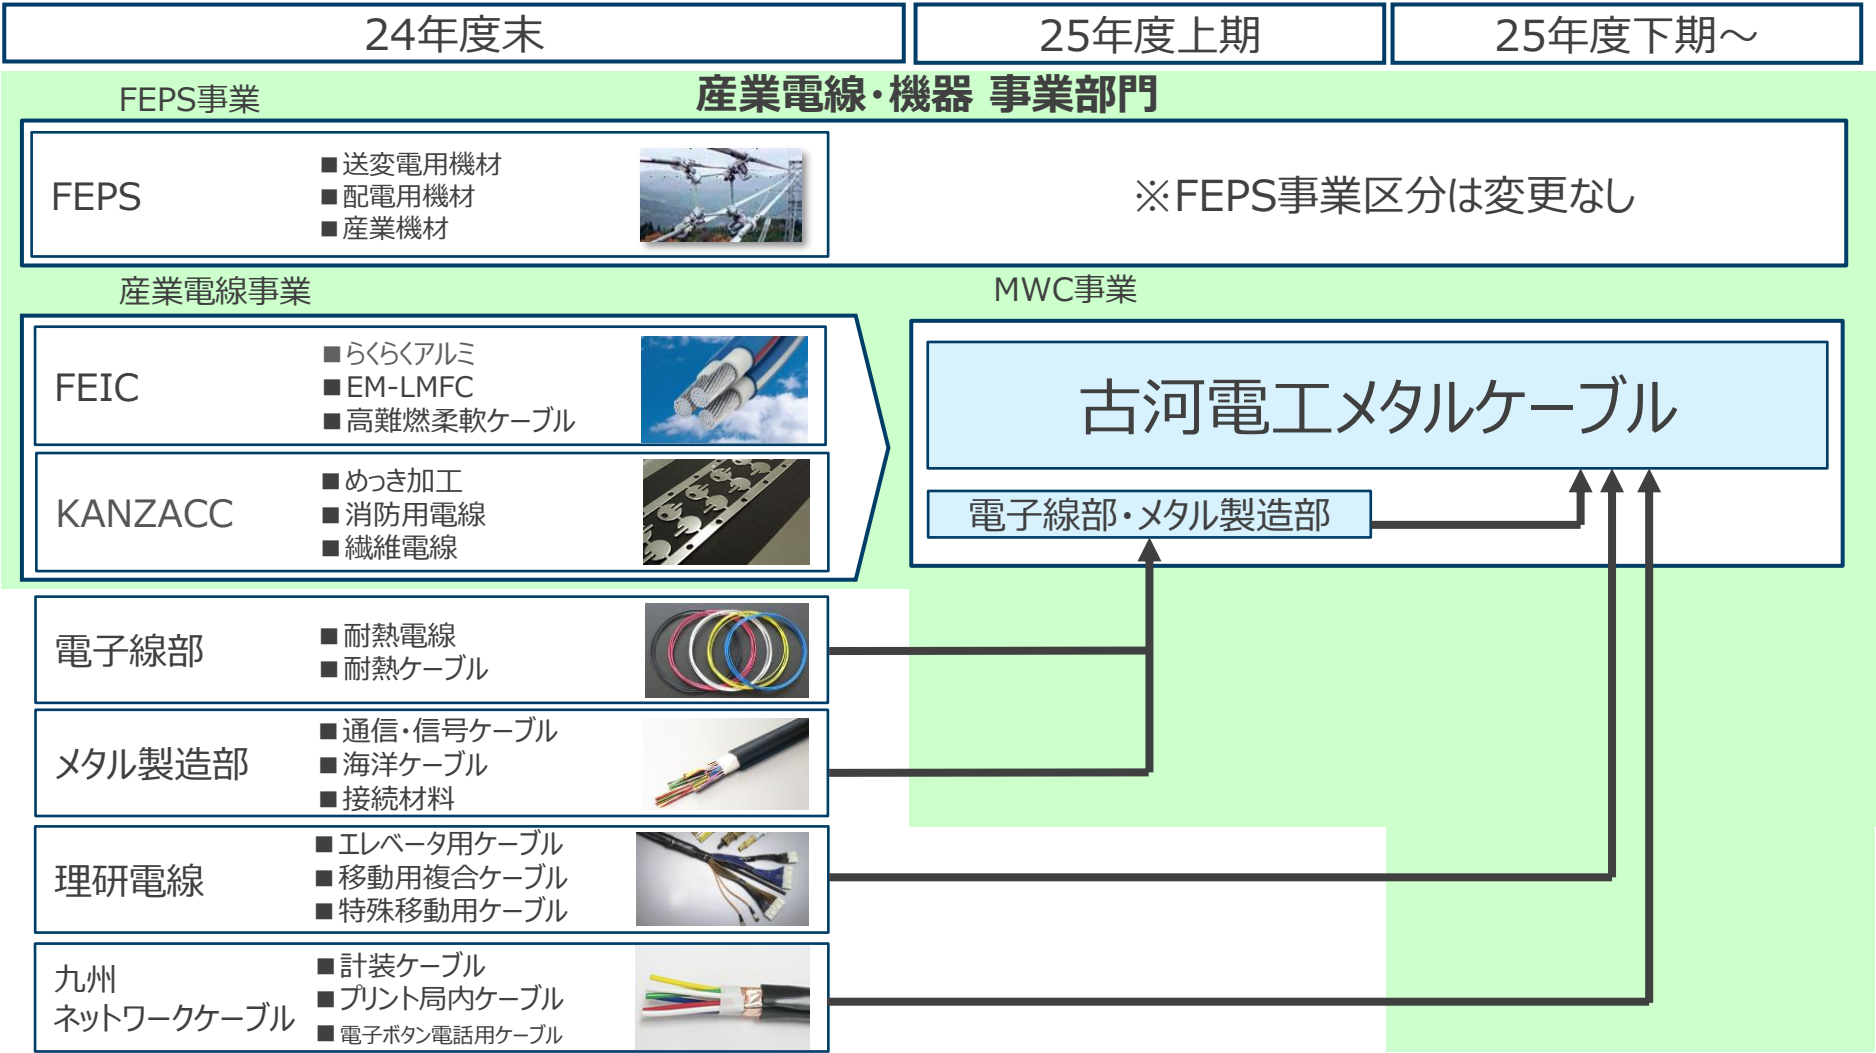 24年度末
25年度上期
25年度下期～
産業電線・機器 事業部門
FEPS事業
FEPS
■送変電用機材
■配電用機材
■産業機材
※FEPS事業区分は変更なし
産業電線事業
MWC事業
FEIC
■らくらくアルミ
■EM-LMFC
■高難燃柔軟ケーブル
KANZACC
■めっき加工
■消防用電線
■繊維電線
古河電工メタルケーブル
電子線部・メタル製造部
電子線部
■耐熱電線
■耐熱ケーブル
メタル製造部
■通信・信号ケーブル
■海洋ケーブル
■接続材料
理研電線
■エレベータ用ケーブル
■移動用複合ケーブル
■特殊移動用ケーブル
九州
ネットワークケーブル
■計装ケーブル
■プリント局内ケーブル
■電子ボタン電話用ケーブル